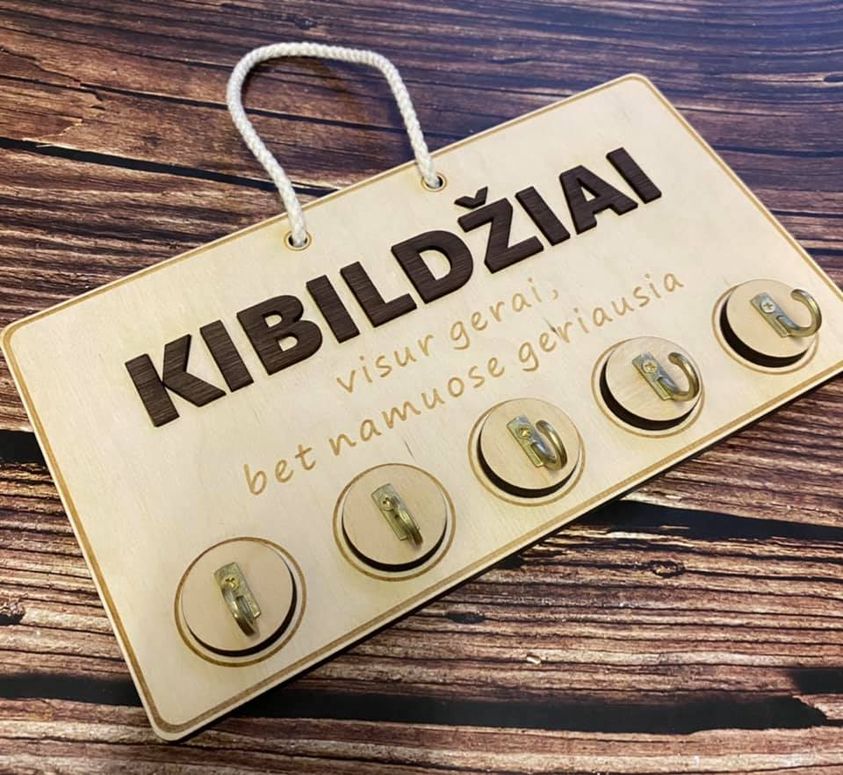 KIBILDŽIAI
visur gerai,
bet namuose geriausia